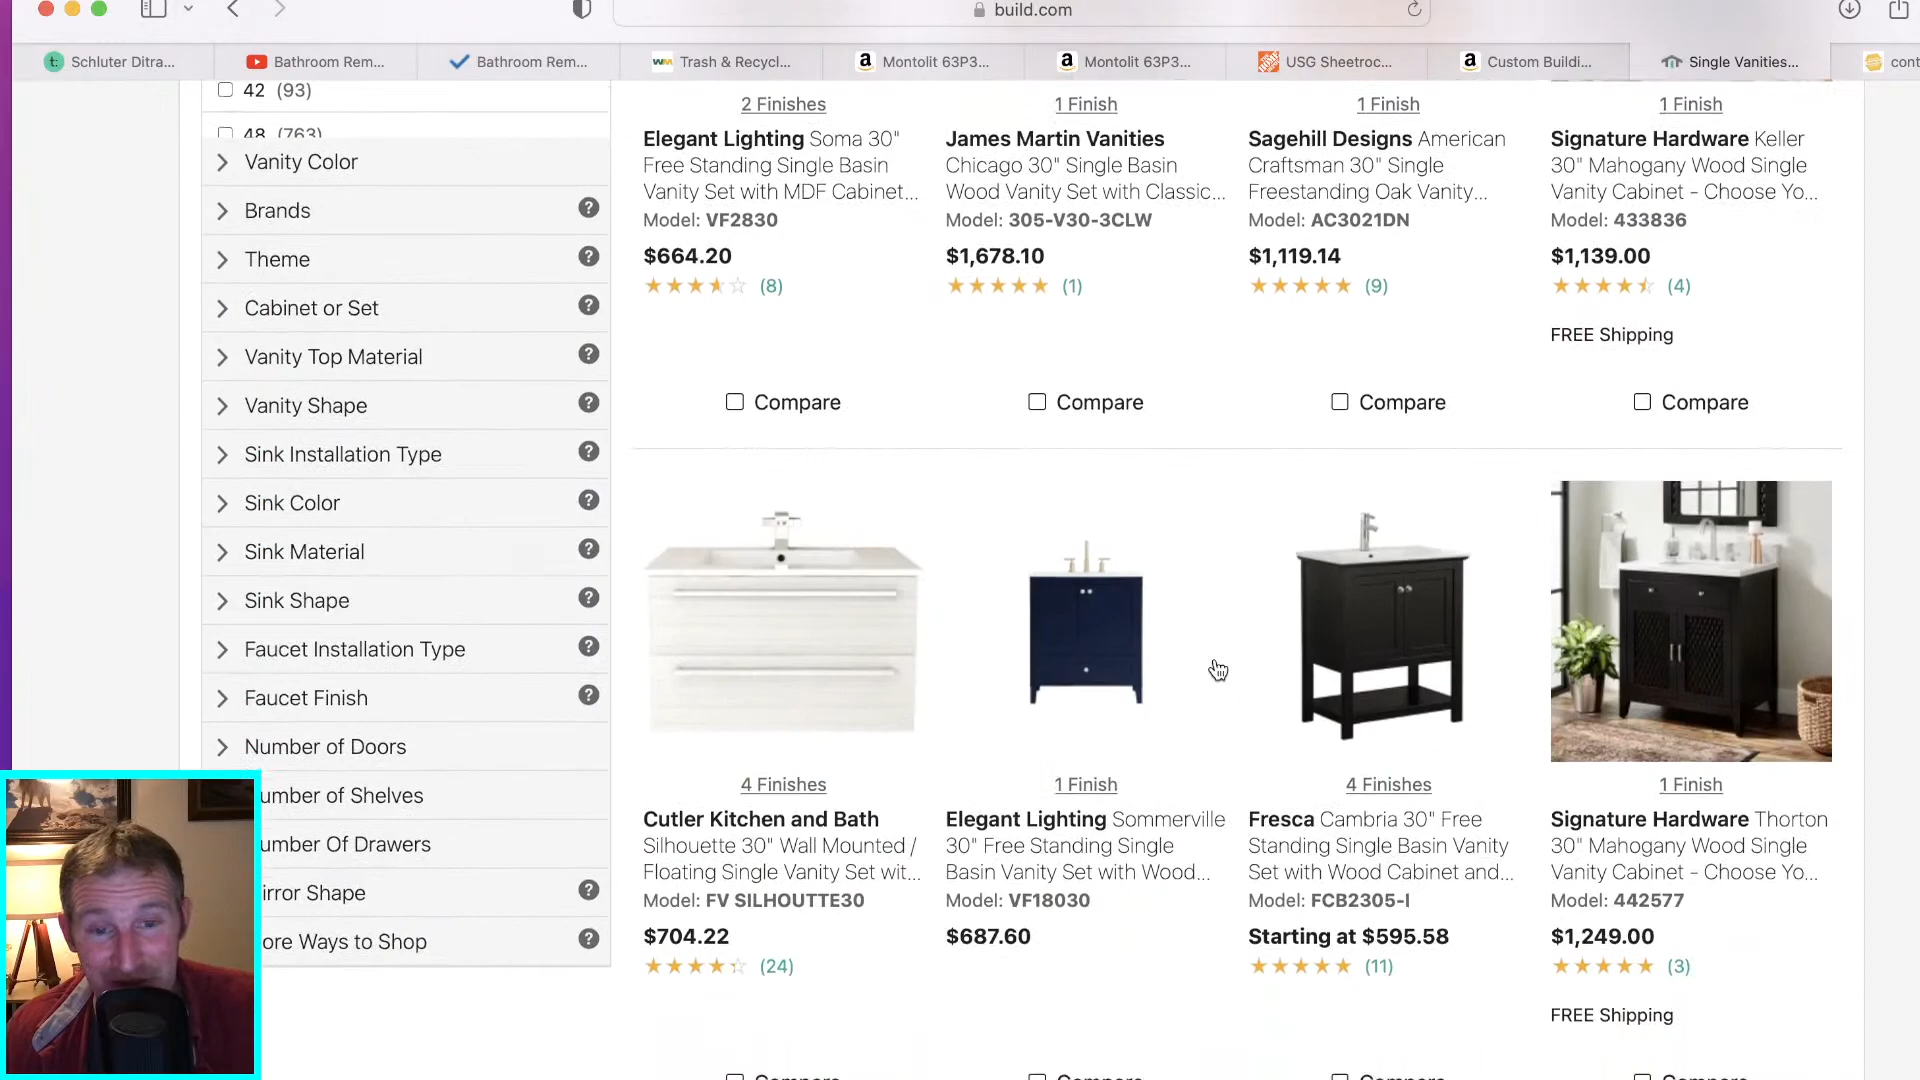 build.com
t: Schluter Ditra...
Bathroom Rem...
Bathroom Rem...
WM Trash & Recycl...
a Montolit 63P3...
a Montolit 63P3...
USG Sheetroc...
a Custom Buildi...
Single Vanities...
cont
42 (93)
48 (763)
Vanity Color
Brands ?
Theme ?
Cabinet or Set ?
Vanity Top Material ?
Vanity Shape ?
Sink Installation Type ?
Sink Color ?
Sink Material ?
Sink Shape ?
Faucet Installation Type ?
Faucet Finish ?
Number of Doors
umber of Shelves
umber Of Drawers
irror Shape ?
ore Ways to Shop ?
2 Finishes
Elegant Lighting Soma 30"
Free Standing Single Basin
Vanity Set with MDF Cabinet...
Model: VF2830
$664.20
(8)
Compare
1 Finish
James Martin Vanities
Chicago 30" Single Basin
Wood Vanity Set with Classic...
Model: 305-V30-3CLW
$1,678.10
(1)
Compare
1 Finish
Sagehill Designs American
Craftsman 30" Single
Freestanding Oak Vanity...
Model: AC3021DN
$1,119.14
(9)
Compare
1 Finish
Signature Hardware Keller
30" Mahogany Wood Single
Vanity Cabinet - Choose Yo...
Model: 433836
$1,139.00
(4)
FREE Shipping
Compare
4 Finishes
Cutler Kitchen and Bath
Silhouette 30" Wall Mounted /
Floating Single Vanity Set wit...
Model: FV SILHOUTTE30
$704.22
(24)
Compare
1 Finish
Elegant Lighting Sommerville
30" Free Standing Single
Basin Vanity Set with Wood...
Model: VF18030
$687.60
Compare
4 Finishes
Fresca Cambria 30" Free
Standing Single Basin Vanity
Set with Wood Cabinet and...
Model: FCB2305-I
Starting at $595.58
(11)
Compare
1 Finish
Signature Hardware Thorton
30" Mahogany Wood Single
Vanity Cabinet - Choose Yo...
Model: 442577
$1,249.00
(3)
FREE Shipping
Compare